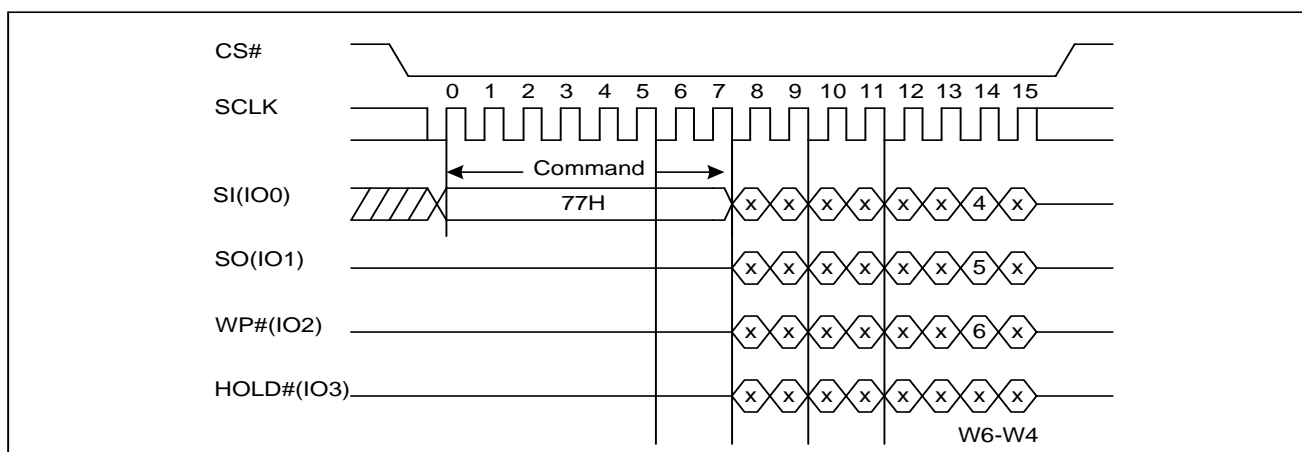 CS#
0 1 2 3 4 5 6 7 8 9 10 11 12 13 14 15
SCLK
Command
SI(IO0) 77H x x x x x x 4 x
SO(IO1) x x x x x x 5 x
WP#(IO2) x x x x x x 6 x
HOLD#(IO3) x x x x x x x x
W6-W4